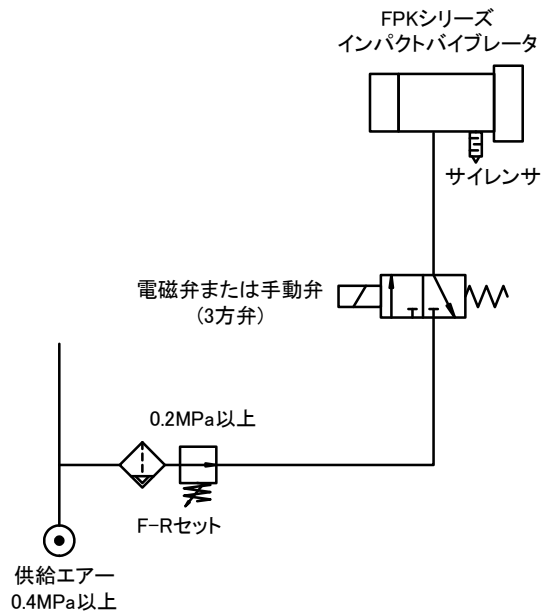 FPKシリーズ
インパクトバイブレータ
サイレンサ
電磁弁または手動弁
(3方弁)
0.2MPa以上
F-Rセット
供給エアー
0.4MPa以上